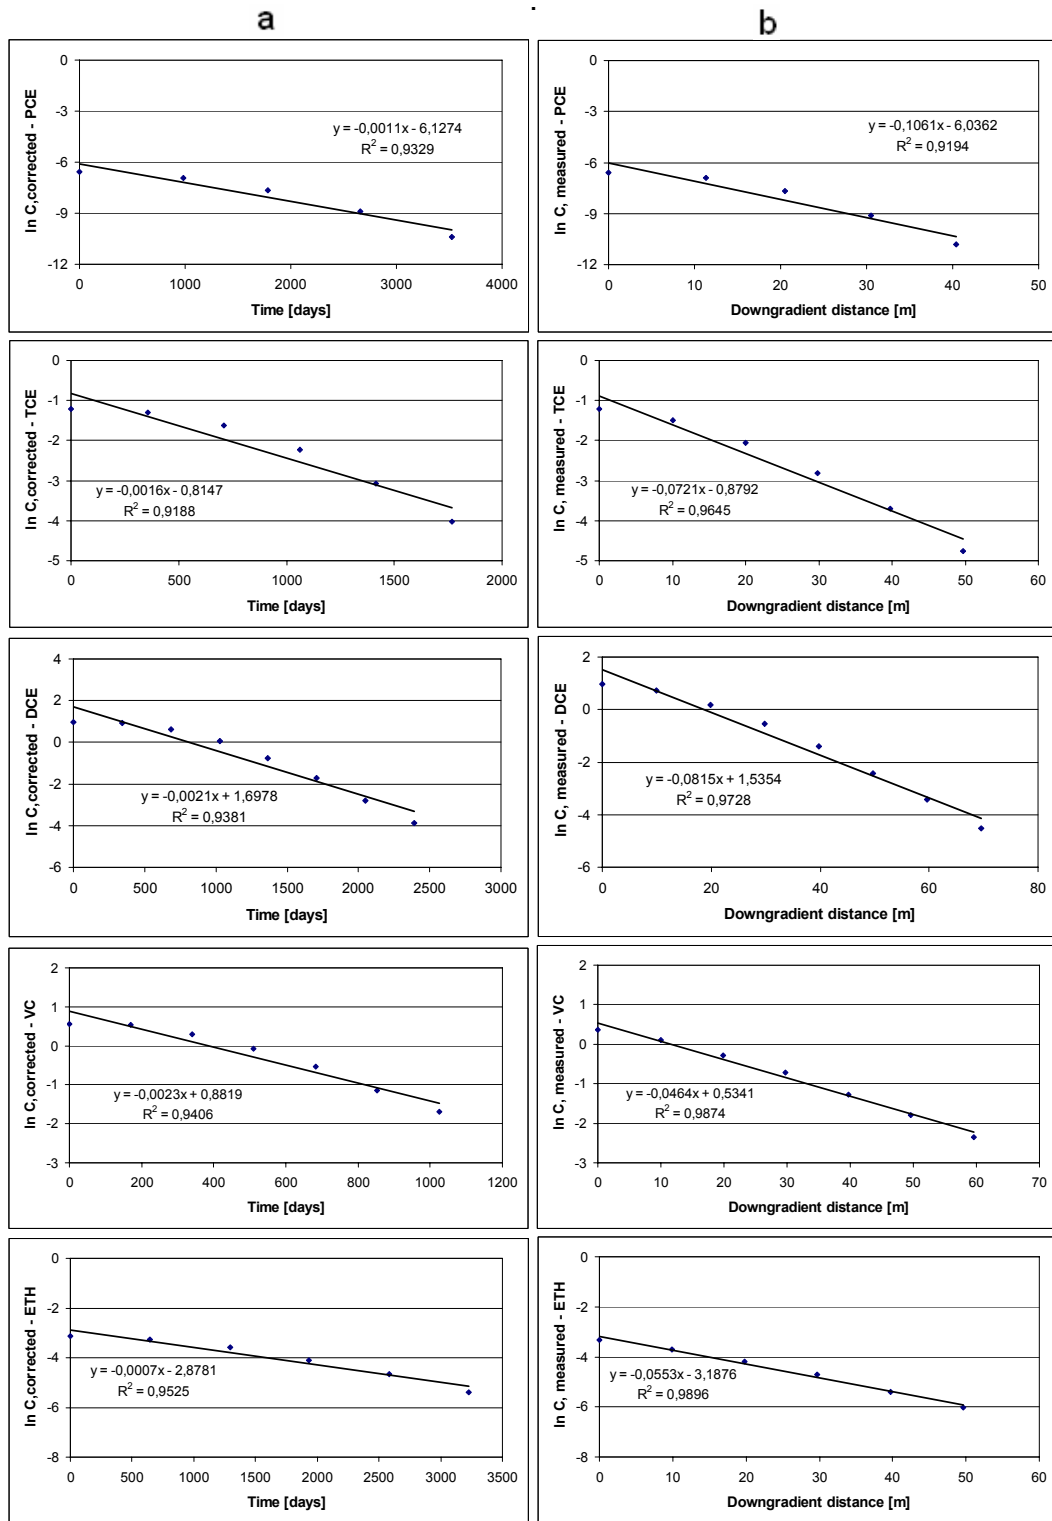 a
b
0
-3
-6
-9
-12
ln C,corrected - PCE
y = -0,0011x - 6,1274
R² = 0,9329
0 1000 2000 3000 4000
Time [days]
0
-3
-6
-9
-12
ln C, measured - PCE
y = -0,1061x - 6,0362
R² = 0,9194
0 10 20 30 40 50
Downgradient distance [m]
0
-1
-2
-3
-4
-5
ln C,corrected - TCE
y = -0,0016x - 0,8147
R² = 0,9188
0 500 1000 1500 2000
Time [days]
0
-1
-2
-3
-4
-5
ln C, measured - TCE
y = -0,0721x - 0,8792
R² = 0,9645
0 10 20 30 40 50 60
Downgradient distance [m]
4
2
0
-2
-4
-6
ln C,corrected - DCE
y = -0,0021x + 1,6978
R² = 0,9381
0 500 1000 1500 2000 2500 3000
Time [days]
2
0
-2
-4
-6
ln C, measured - DCE
y = -0,0815x + 1,5354
R² = 0,9728
0 20 40 60 80
Downgradient distance [m]
2
1
0
-1
-2
-3
ln C,corrected - VC
y = -0,0023x + 0,8819
R² = 0,9406
0 200 400 600 800 1000 1200
Time [days]
2
1
0
-1
-2
-3
ln C, measured - VC
y = -0,0464x + 0,5341
R² = 0,9874
0 10 20 30 40 50 60 70
Downgradient distance [m]
0
-2
-4
-6
-8
ln C,corrected - ETH
y = -0,0007x - 2,8781
R² = 0,9525
0 500 1000 1500 2000 2500 3000 3500
Time [days]
0
-2
-4
-6
-8
ln C, measured - ETH
y = -0,0553x - 3,1876
R² = 0,9896
0 10 20 30 40 50 60
Downgradient distance [m]